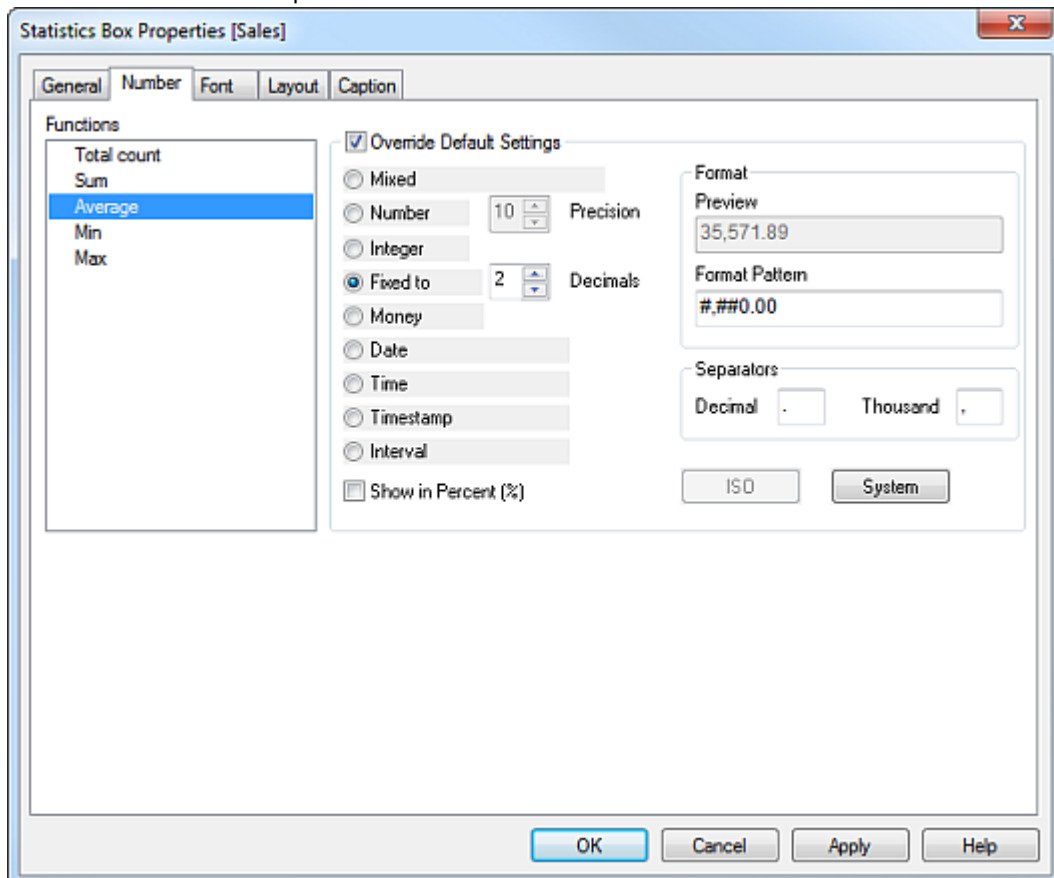 Statistics Box Properties [Sales]
General Number Font Layout Caption
Functions
Total count
Sum
Average
Min
Max
Override Default Settings
Mixed
Number 10 Precision
Integer
Fixed to 2 Decimals
Money
Date
Time
Timestamp
Interval
Show in Percent (%)
Format
Preview
35,571.89
Format Pattern
#,##0.00
Separators
Decimal . Thousand ,
ISO System
OK Cancel Apply Help